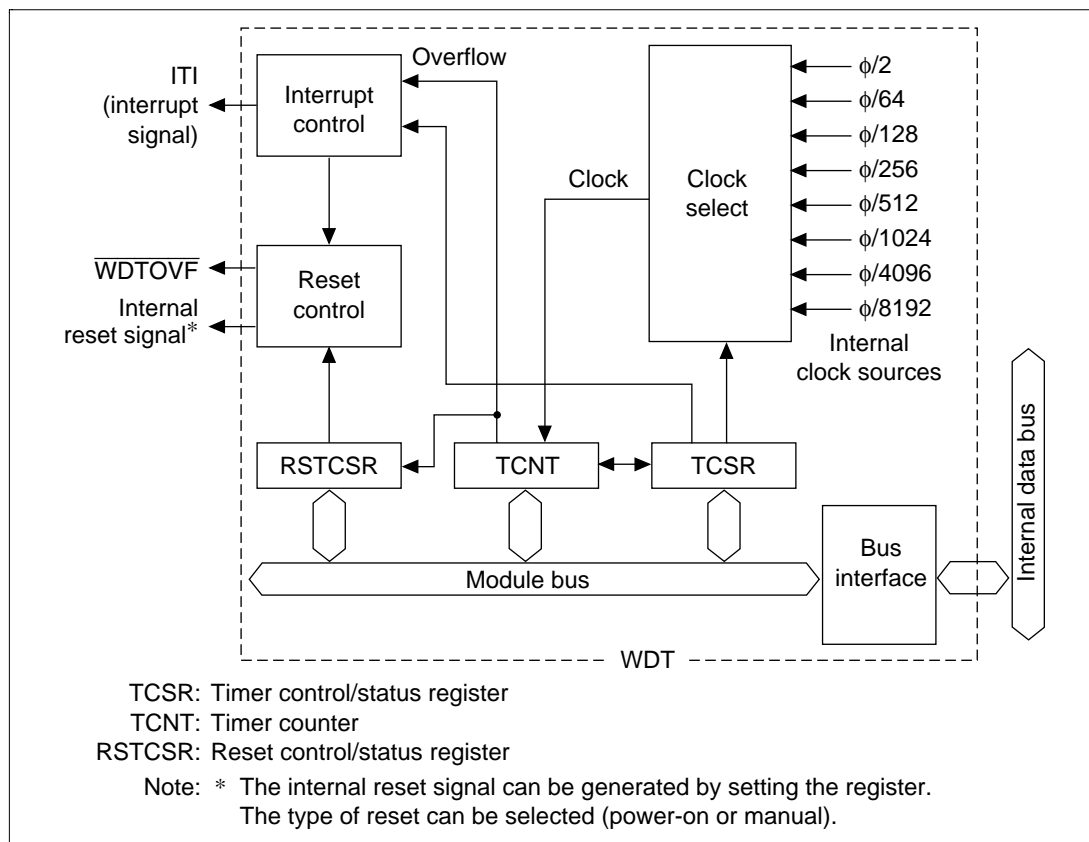 Overflow
ITI
(interrupt
signal)
Interrupt
control
Clock
Clock
select
ϕ/2
ϕ/64
ϕ/128
ϕ/256
ϕ/512
ϕ/1024
ϕ/4096
ϕ/8192
Internal
clock sources
WDTOVF
Internal
reset signal*
Reset
control
RSTCSR
TCNT
TCSR
Module bus
Bus
interface
Internal data bus
WDT
TCSR: Timer control/status register
TCNT: Timer counter
RSTCSR: Reset control/status register
Note: * The internal reset signal can be generated by setting the register.
The type of reset can be selected (power-on or manual).